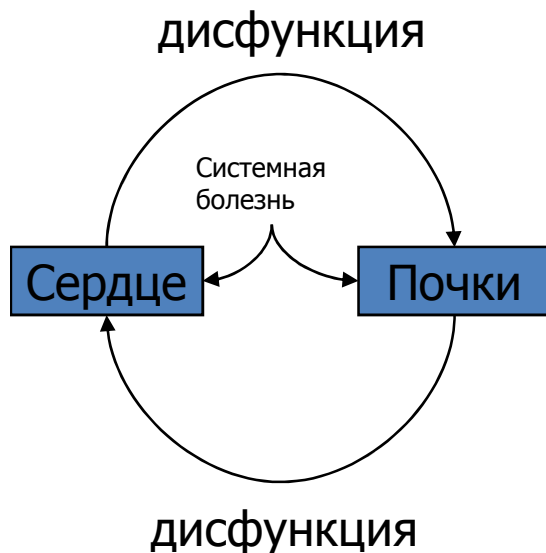 дисфункция
Системная
болезнь
Сердце
Почки
дисфункция